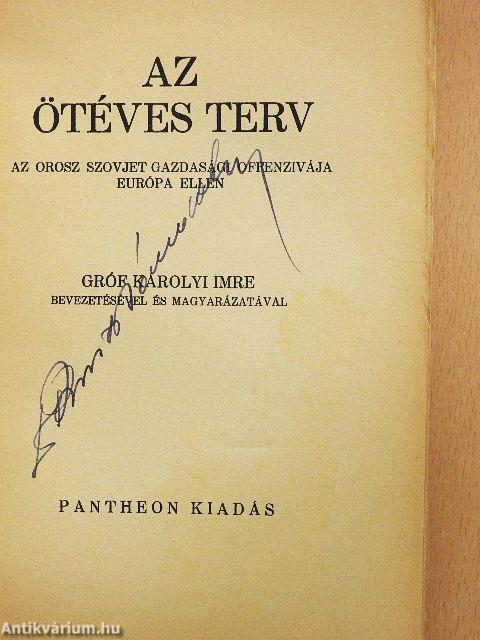 AZ
ÖTÉVES TERV
AZ OROSZ SZOVJET GAZDASÁGI OFFENZIVÁJA
EURÓPA ELLEN
GRÓF KÁROLYI IMRE
BEVEZETÉSÉVEL ÉS MAGYARÁZATÁVAL
PANTHEON KIADÁS
Antikvárium.hu